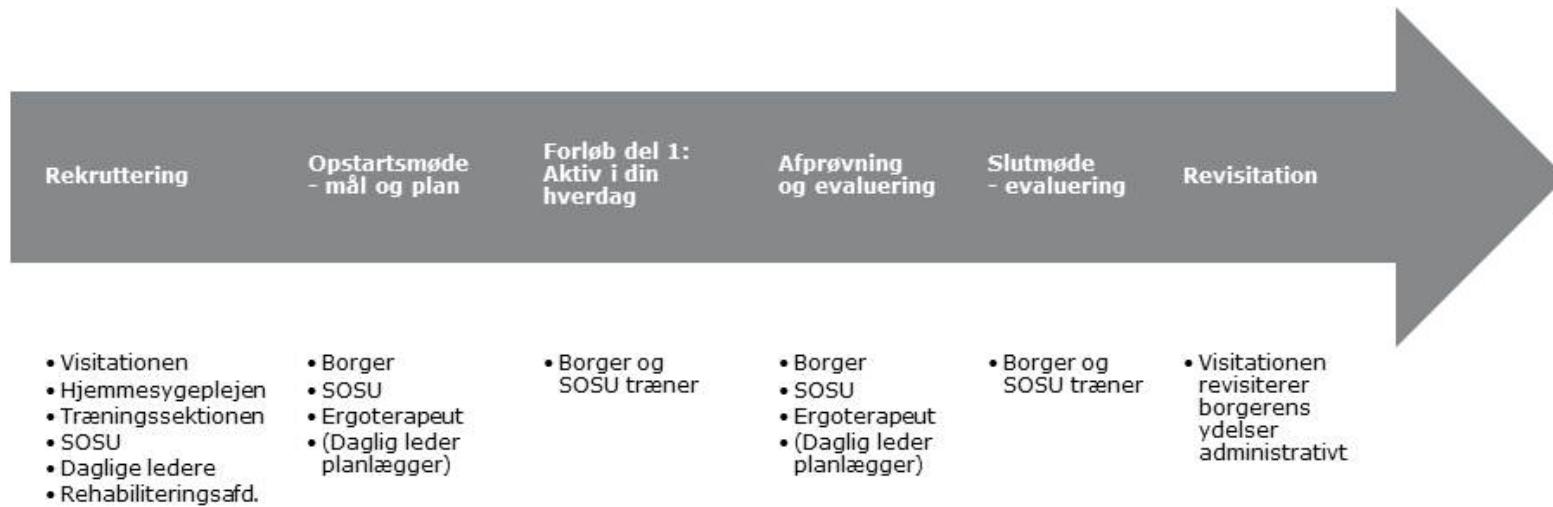 Rekruttering
Opstartsmøde
- mål og plan
Forløb del 1:
Aktiv i din
hverdag
Afprøvning
og evaluering
Slutmøde
- evaluering
Revisitation
• Visitationen
• Hjemmesygeplejen
• Træningssektionen
• SOSU
• Daglige ledere
• Rehabiliteringsafd.
• Borger
• SOSU
• Ergoterapeut
• (Daglig leder
planlægger)
• Borger og
SOSU træner
• Borger
• SOSU
• Ergoterapeut
• (Daglig leder
planlægger)
• Borger og
SOSU træner
• Visitationen
revisiterer
borgerens
ydelser
administrativt